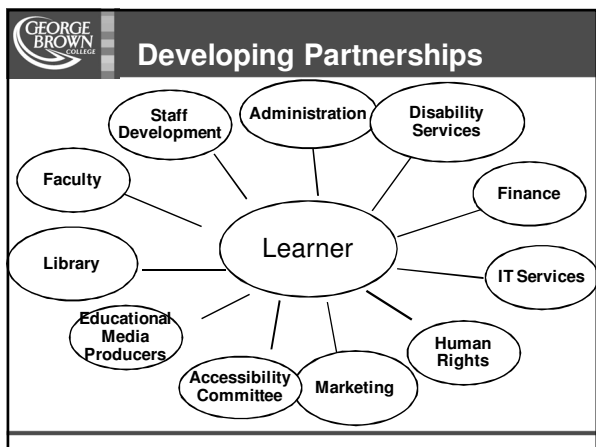 GEORGE
BROWN
COLLEGE
Developing Partnerships
Staff
Development
Administration
Disability
Services
Faculty
Finance
Learner
Library
IT Services
Educational
Media
Producers
Human
Rights
Accessibility
Committee
Marketing